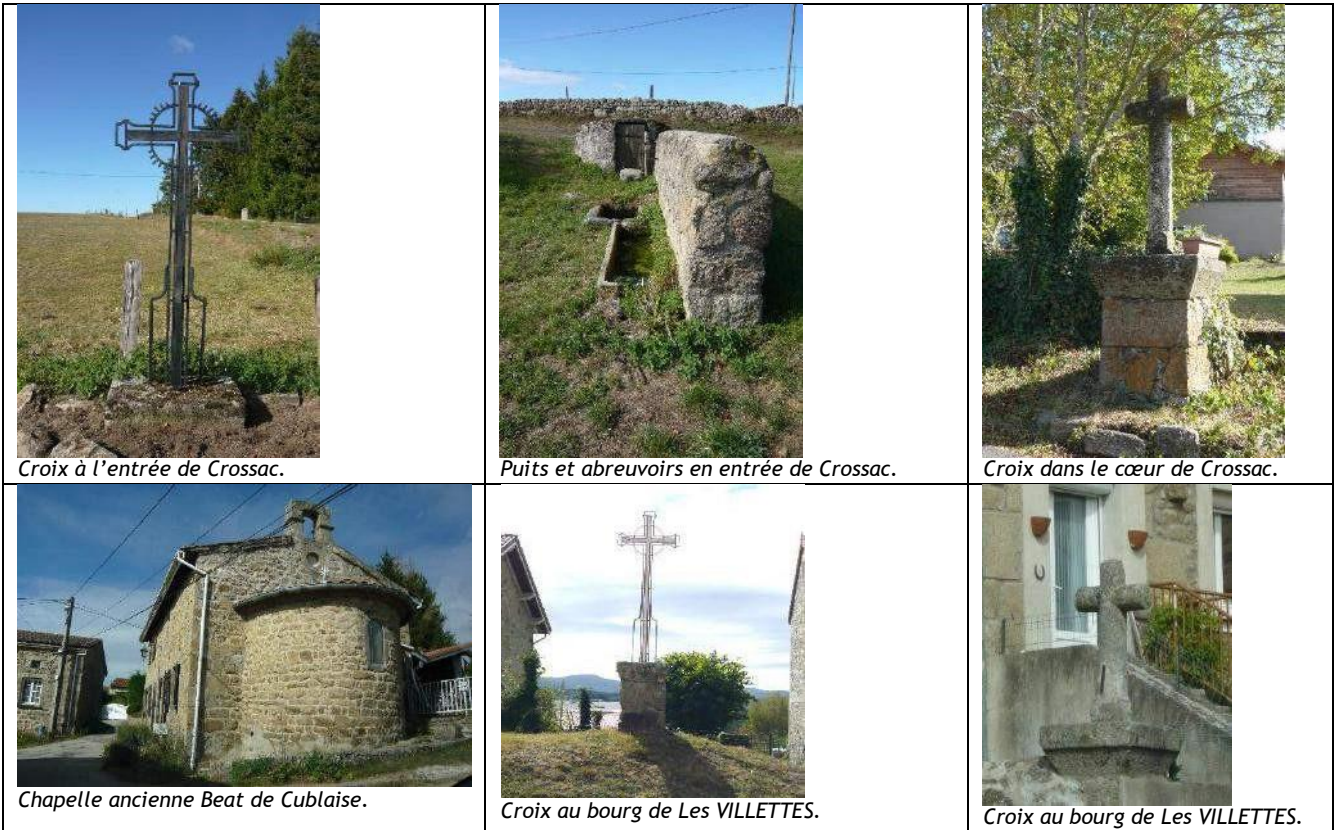 Croix à l’entrée de Crossac.
Puits et abreuvoirs en entrée de Crossac.
Croix dans le cœur de Crossac.
Chapelle ancienne Beat de Cublaise.
Croix au bourg de Les VILLETTES.
Croix au bourg de Les VILLETTES.